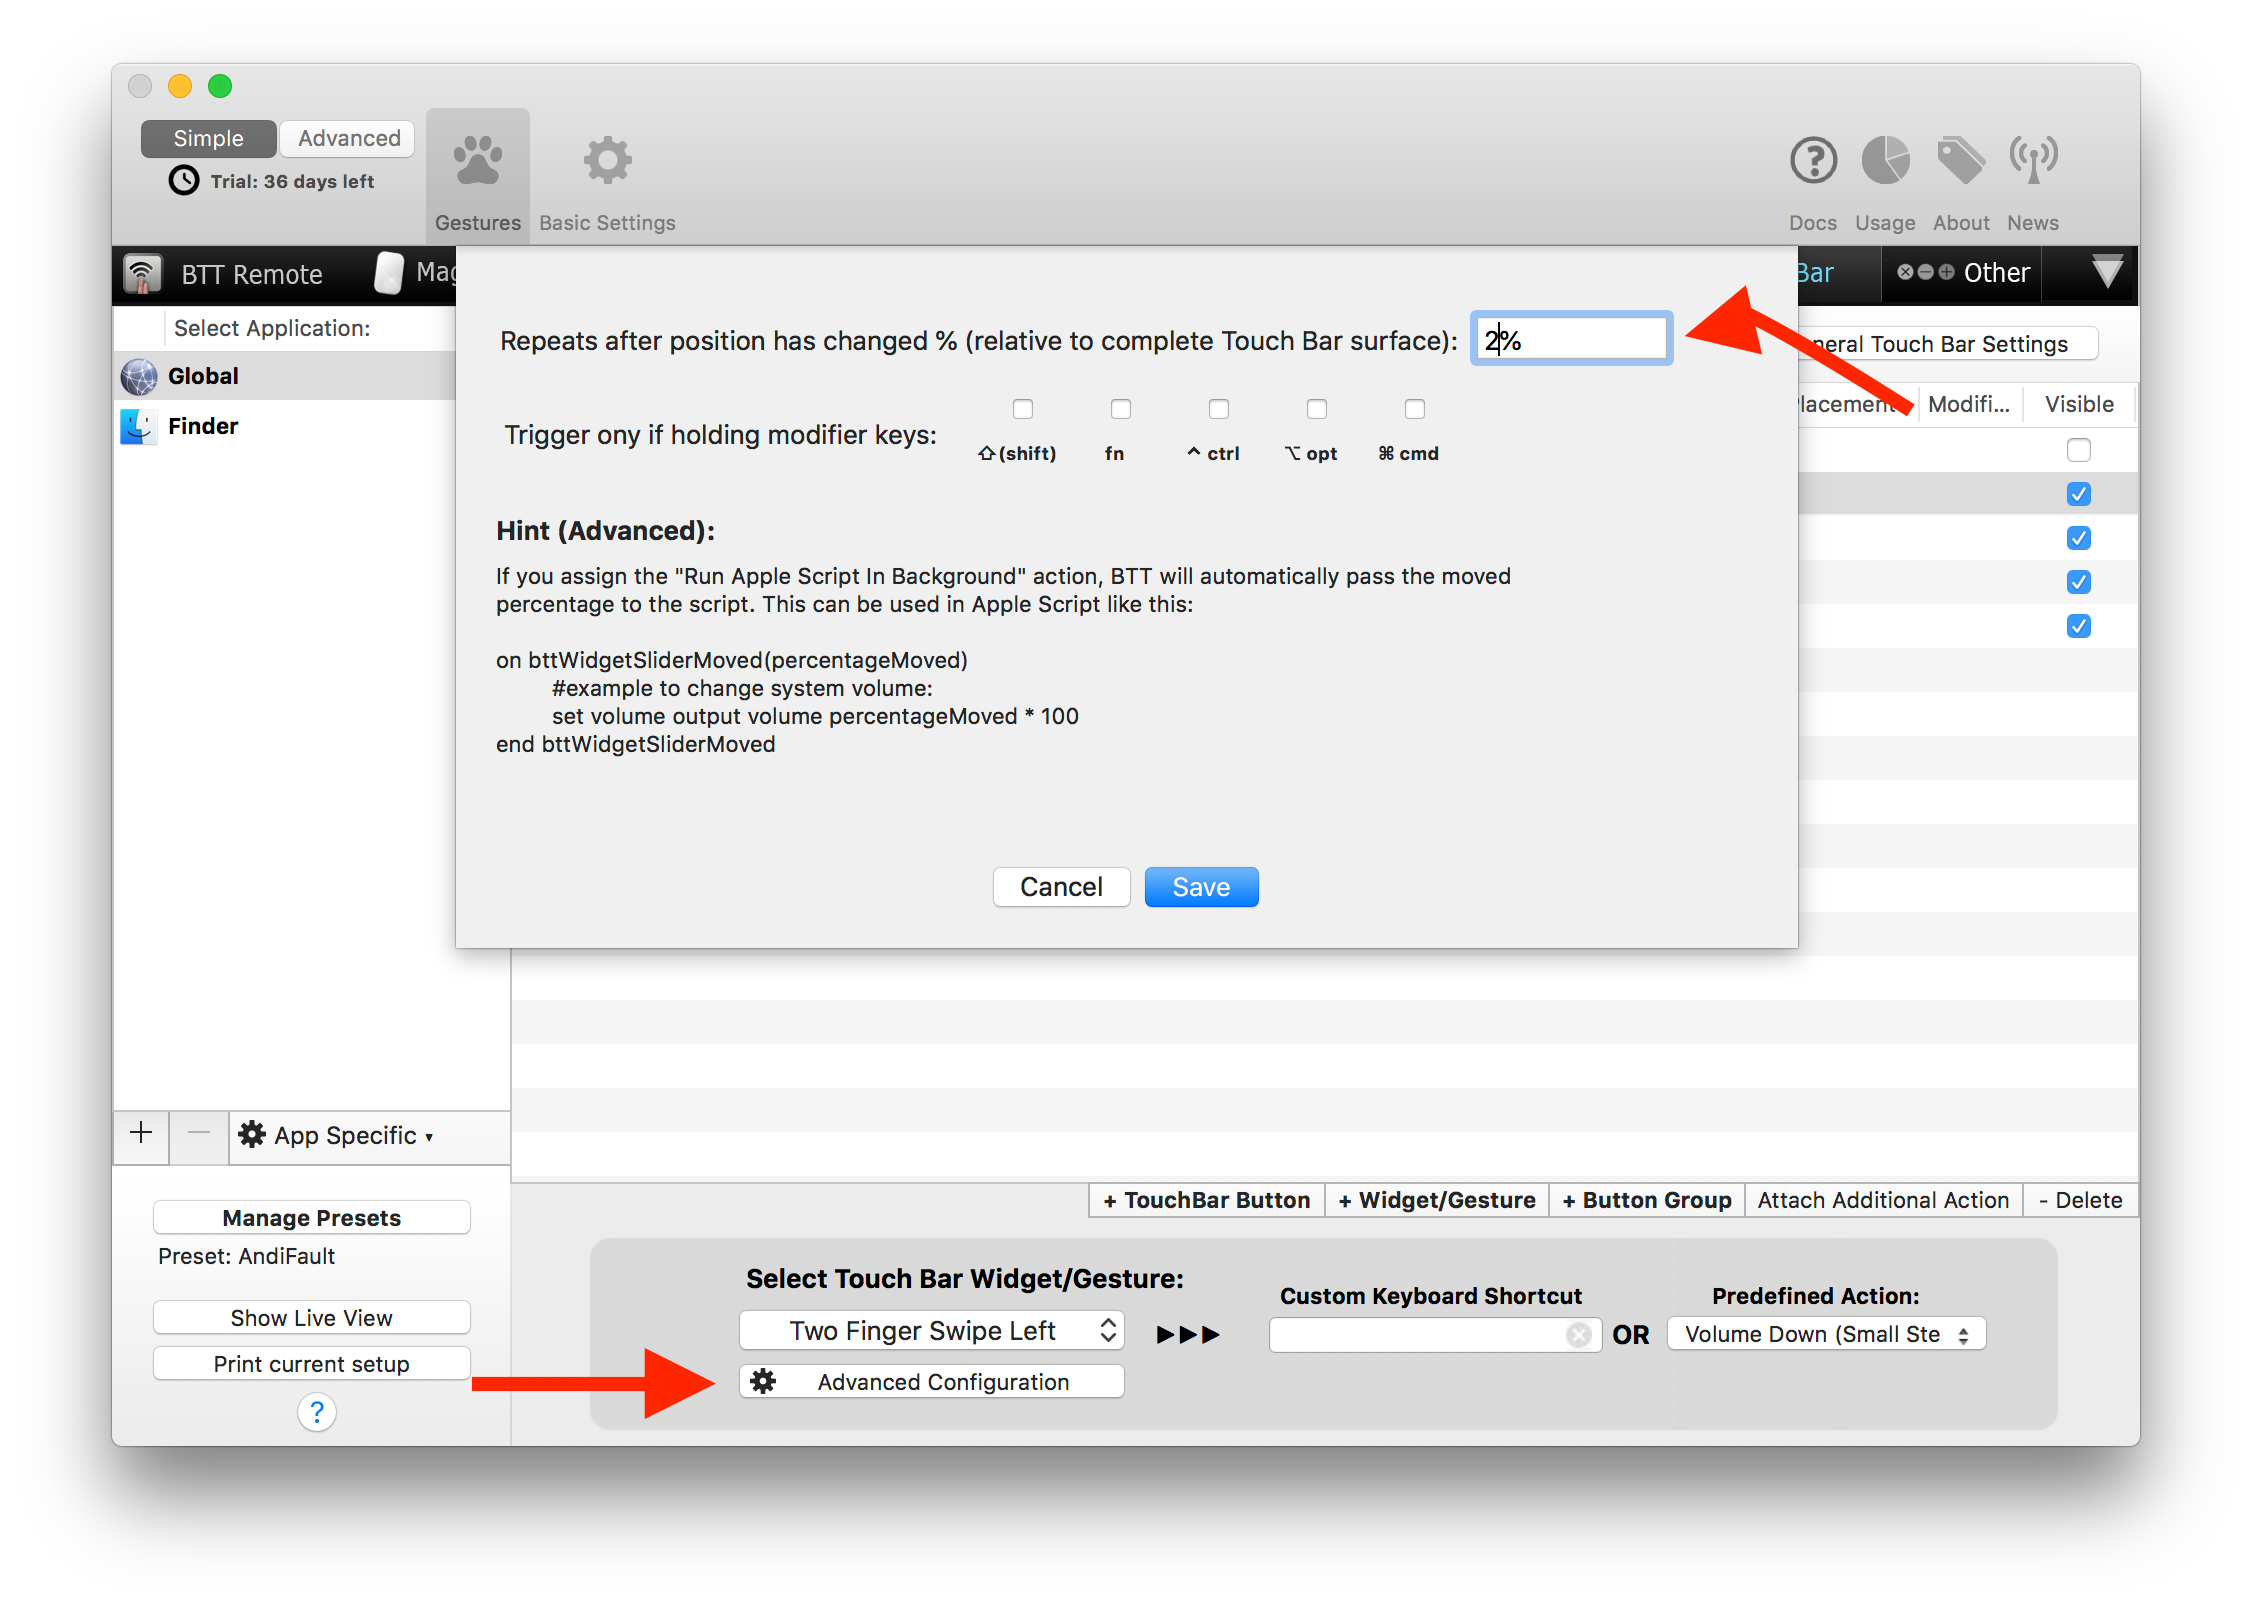 Simple
Advanced
Trial: 36 days left
Gestures
Basic Settings
Docs
Usage
About
News
BTT Remote
Mag
Bar
Other
Select Application:
Global
Finder
Repeats after position has changed % (relative to complete Touch Bar surface):
2%
neral Touch Bar Settings
Trigger ony if holding modifier keys:
⇧(shift)
fn
^ ctrl
⌥ opt
⌘ cmd
lacement
Modifi...
Visible
Hint (Advanced):
If you assign the "Run Apple Script In Background" action, BTT will automatically pass the moved
percentage to the script. This can be used in Apple Script like this:
on bttWidgetSliderMoved(percentageMoved)
#example to change system volume:
set volume output volume percentageMoved * 100
end bttWidgetSliderMoved
Cancel
Save
+
−
App Specific ▾
+ TouchBar Button
+ Widget/Gesture
+ Button Group
Attach Additional Action
- Delete
Manage Presets
Preset: AndiFault
Show Live View
Print current setup
?
Select Touch Bar Widget/Gesture:
Two Finger Swipe Left
Advanced Configuration
▶▶▶
Custom Keyboard Shortcut
OR
Predefined Action:
Volume Down (Small Ste